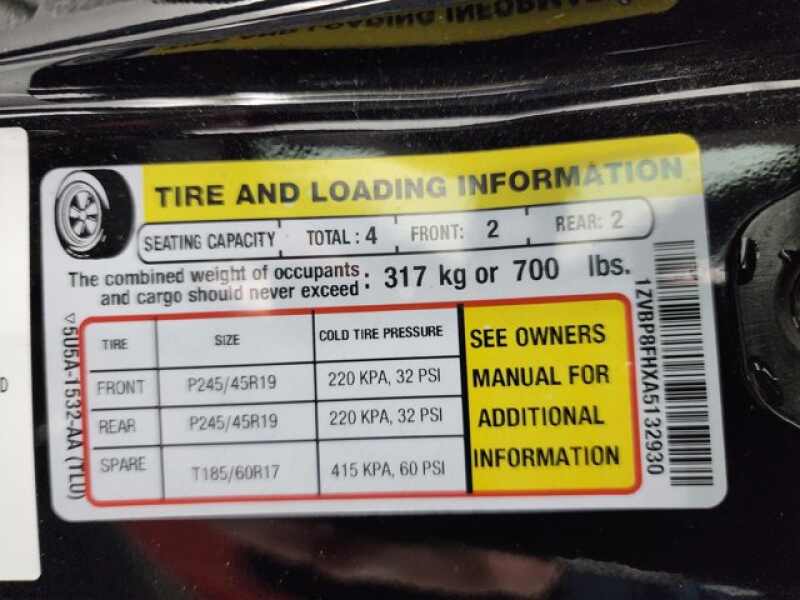 TIRE AND LOADING INFORMATION
SEATING CAPACITY TOTAL : 4 FRONT: 2 REAR: 2
The combined weight of occupants
and cargo should never exceed : 317 kg or 700 lbs.
TIRE SIZE COLD TIRE PRESSURE
FRONT P245/45R19 220 KPA, 32 PSI
REAR P245/45R19 220 KPA, 32 PSI
SPARE T185/60R17 415 KPA, 60 PSI
SEE OWNERS
MANUAL FOR
ADDITIONAL
INFORMATION
5U5A-1532-AA (TLU)
1ZVBP8FHXA5132930
D